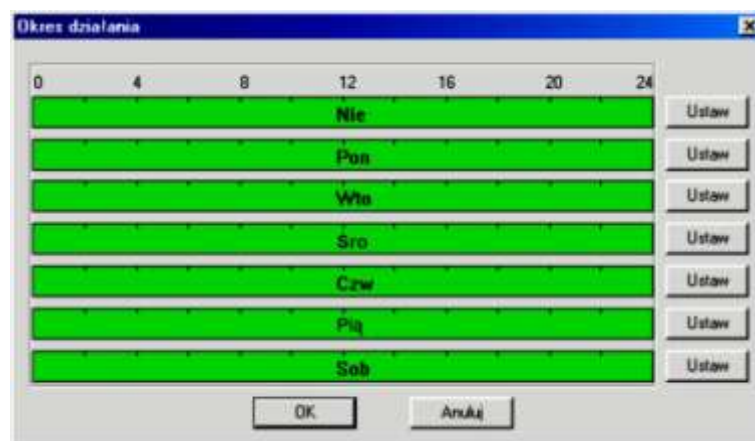 Okres działania
0 4 8 12 16 20 24
Nie Ustaw
Pon Ustaw
Wto Ustaw
Sro Ustaw
Czw Ustaw
Pią Ustaw
Sob Ustaw
OK Anuluj